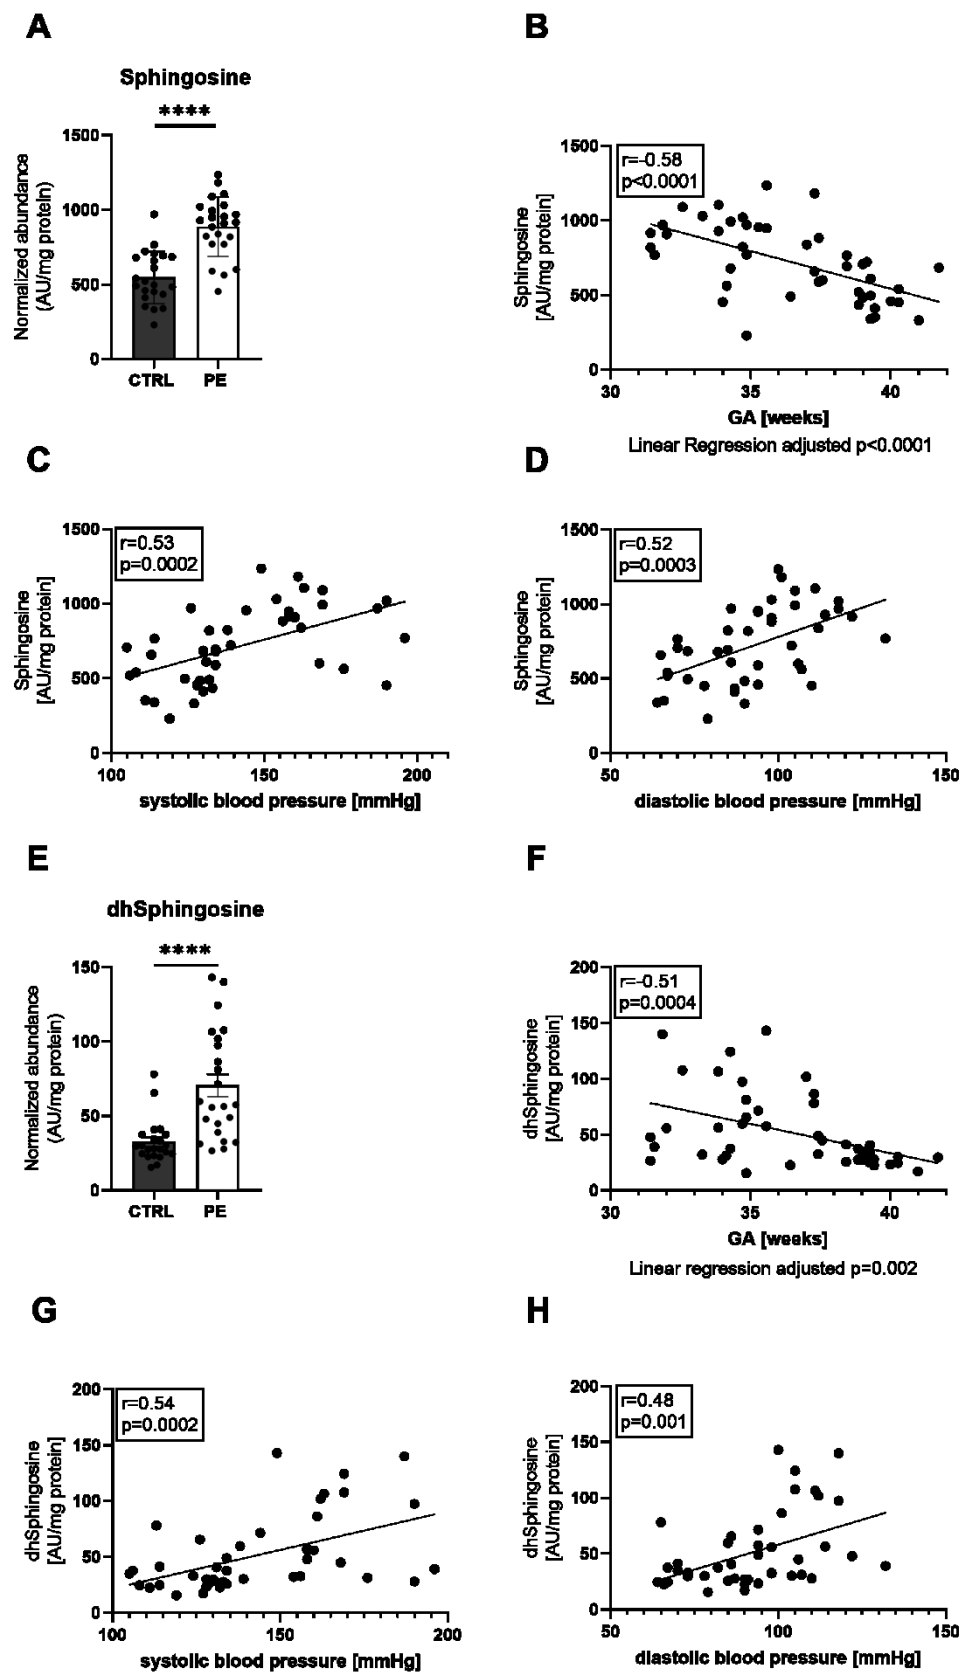 A
Sphingosine
****
Normalized abundance
(AU/mg protein)
1500
1000
500
0
CTRL PE
B
Sphingosine
[AU/mg protein]
1500
1000
500
0
r=-0.58
p<0.0001
30 35 40
GA [weeks]
Linear Regression adjusted p<0.0001
C
Sphingosine
[AU/mg protein]
1500
1000
500
0
r=0.53
p=0.0002
100 150 200
systolic blood pressure [mmHg]
D
Sphingosine
[AU/mg protein]
1500
1000
500
0
r=0.52
p=0.0003
50 100 150
diastolic blood pressure [mmHg]
E
dhSphingosine
****
Normalized abundance
(AU/mg protein)
150
100
50
0
CTRL PE
F
dhSphingosine
[AU/mg protein]
200
150
100
50
0
r=-0.51
p=0.0004
30 35 40
GA [weeks]
Linear regression adjusted p=0.002
G
dhSphingosine
[AU/mg protein]
200
150
100
50
0
r=0.54
p=0.0002
100 150 200
systolic blood pressure [mmHg]
H
dhSphingosine
[AU/mg protein]
200
150
100
50
0
r=0.48
p=0.001
50 100 150
diastolic blood pressure [mmHg]